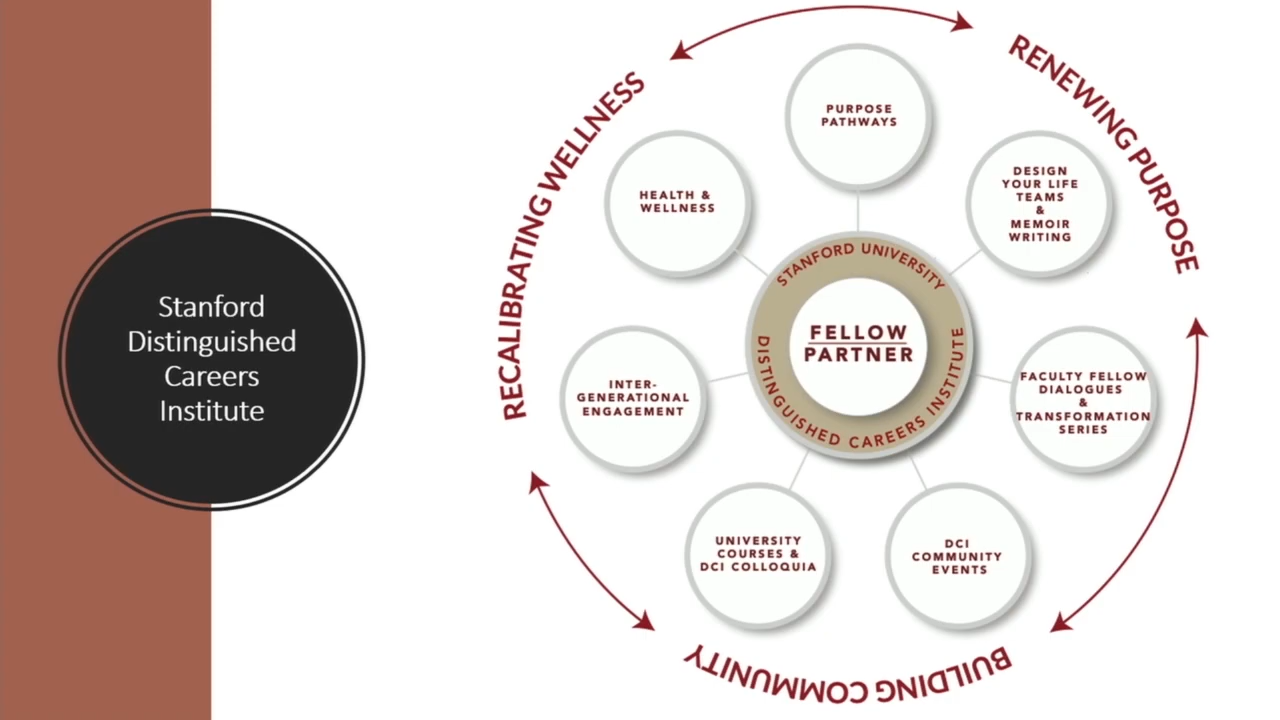 Stanford
Distinguished
Careers
Institute
RECALIBRATING WELLNESS
RENEWING PURPOSE
BUILDING COMMUNITY
PURPOSE
PATHWAYS
HEALTH &
WELLNESS
DESIGN
YOUR LIFE
TEAMS
&
MEMOIR
WRITING
STANFORD UNIVERSITY
DISTINGUISHED CAREERS INSTITUTE
FELLOW
PARTNER
INTER-
GENERATIONAL
ENGAGEMENT
FACULTY FELLOW
DIALOGUES
&
TRANSFORMATION
SERIES
UNIVERSITY
COURSES &
DCI COLLOQUIA
DCI
COMMUNITY
EVENTS